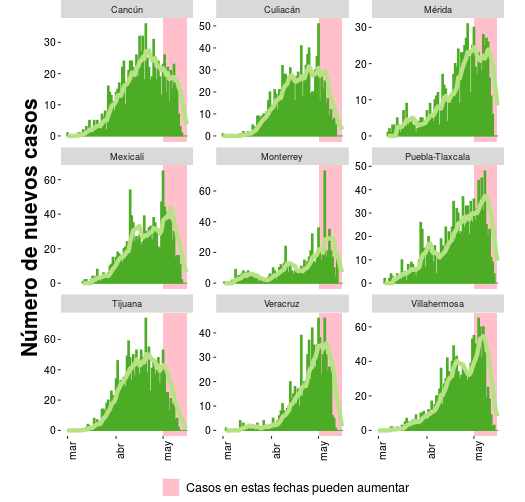 Cancún
Culiacán
Mérida
30
20
10
0
50
40
30
20
10
0
30
20
10
0
Número de nuevos casos
Mexicali
Monterrey
Puebla-Tlaxcala
60
40
20
0
60
40
20
0
50
40
30
20
10
0
Tijuana
Veracruz
Villahermosa
60
40
20
0
40
30
20
10
0
60
40
20
0
mar
abr
may
mar
abr
may
mar
abr
may
Casos en estas fechas pueden aumentar